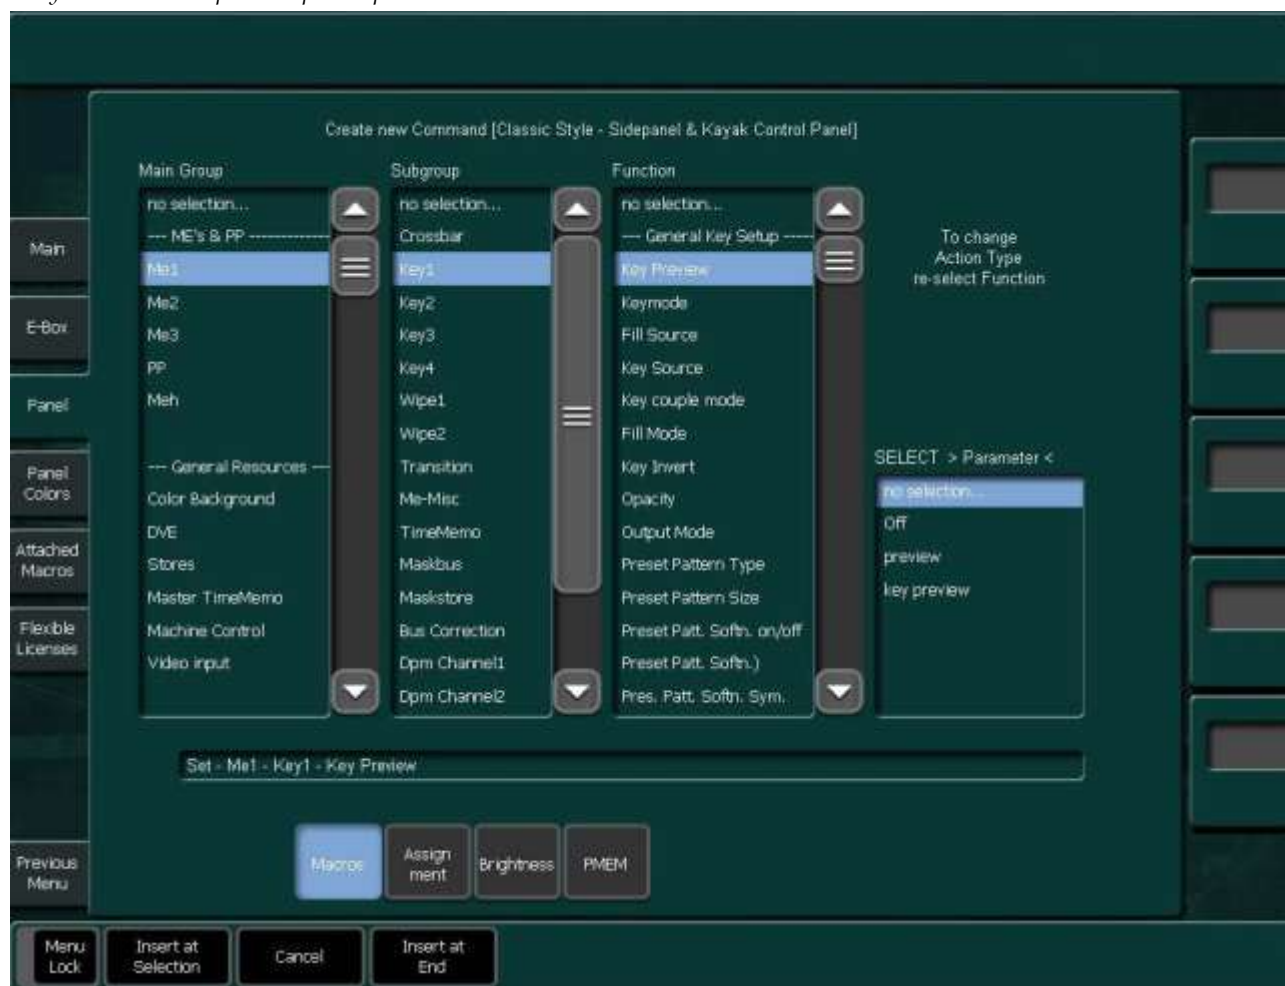 Create new Command [Classic Style - Sidepanel & Kayak Control Panel]
Main Group
Subgroup
Function
no selection...
--- ME's & PP ------------
Me1
Me2
Me3
PP
Meh
--- General Resources ---
Color Background
DVE
Stores
Master TimeMemo
Machine Control
Video input
no selection...
Crossbar
Key1
Key2
Key3
Key4
Wipe1
Wipe2
Transition
Me-Misc
TimeMemo
Maskbus
Maskstore
Bus Correction
Dpm Channel1
Dpm Channel2
no selection...
--- General Key Setup -----
Key Preview
Keymode
Fill Source
Key Source
Key couple mode
Fill Mode
Key Invert
Opacity
Output Mode
Preset Pattern Type
Preset Pattern Size
Preset Patt. Softn. on/off
Preset Patt. Softn.)
Pres. Patt. Softn. Sym.
To change
Action Type
re-select Function
SELECT > Parameter <
no selection...
Off
preview
key preview
Set - Me1 - Key1 - Key Preview
Macros
Assign
ment
Brightness
PMEM
Main
E-Box
Panel
Panel
Colors
Attached
Macros
Flexible
Licenses
Previous
Menu
Menu
Lock
Insert at
Selection
Cancel
Insert at
End